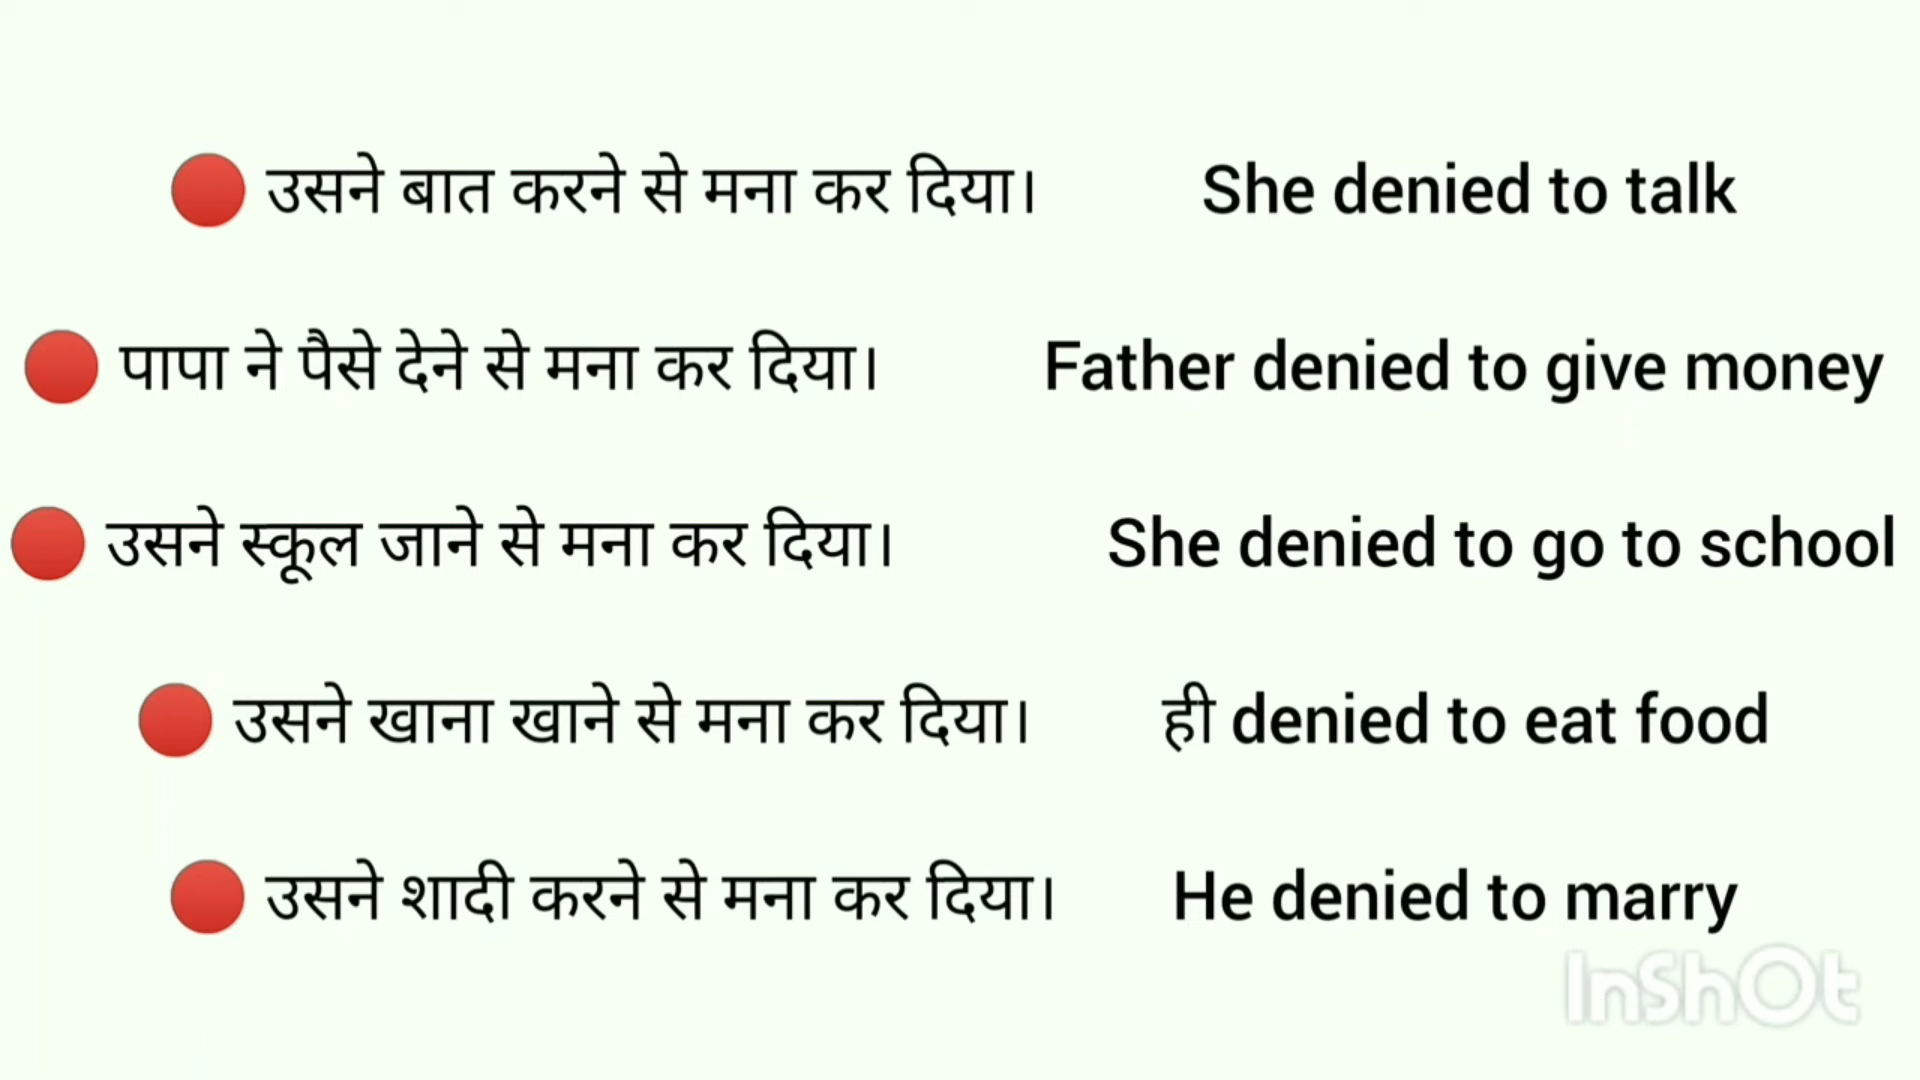 🔴 उसने बात करने से मना कर दिया। She denied to talk
🔴 पापा ने पैसे देने से मना कर दिया। Father denied to give money
🔴 उसने स्कूल जाने से मना कर दिया। She denied to go to school
🔴 उसने खाना खाने से मना कर दिया। ही denied to eat food
🔴 उसने शादी करने से मना कर दिया। He denied to marry
InShOt